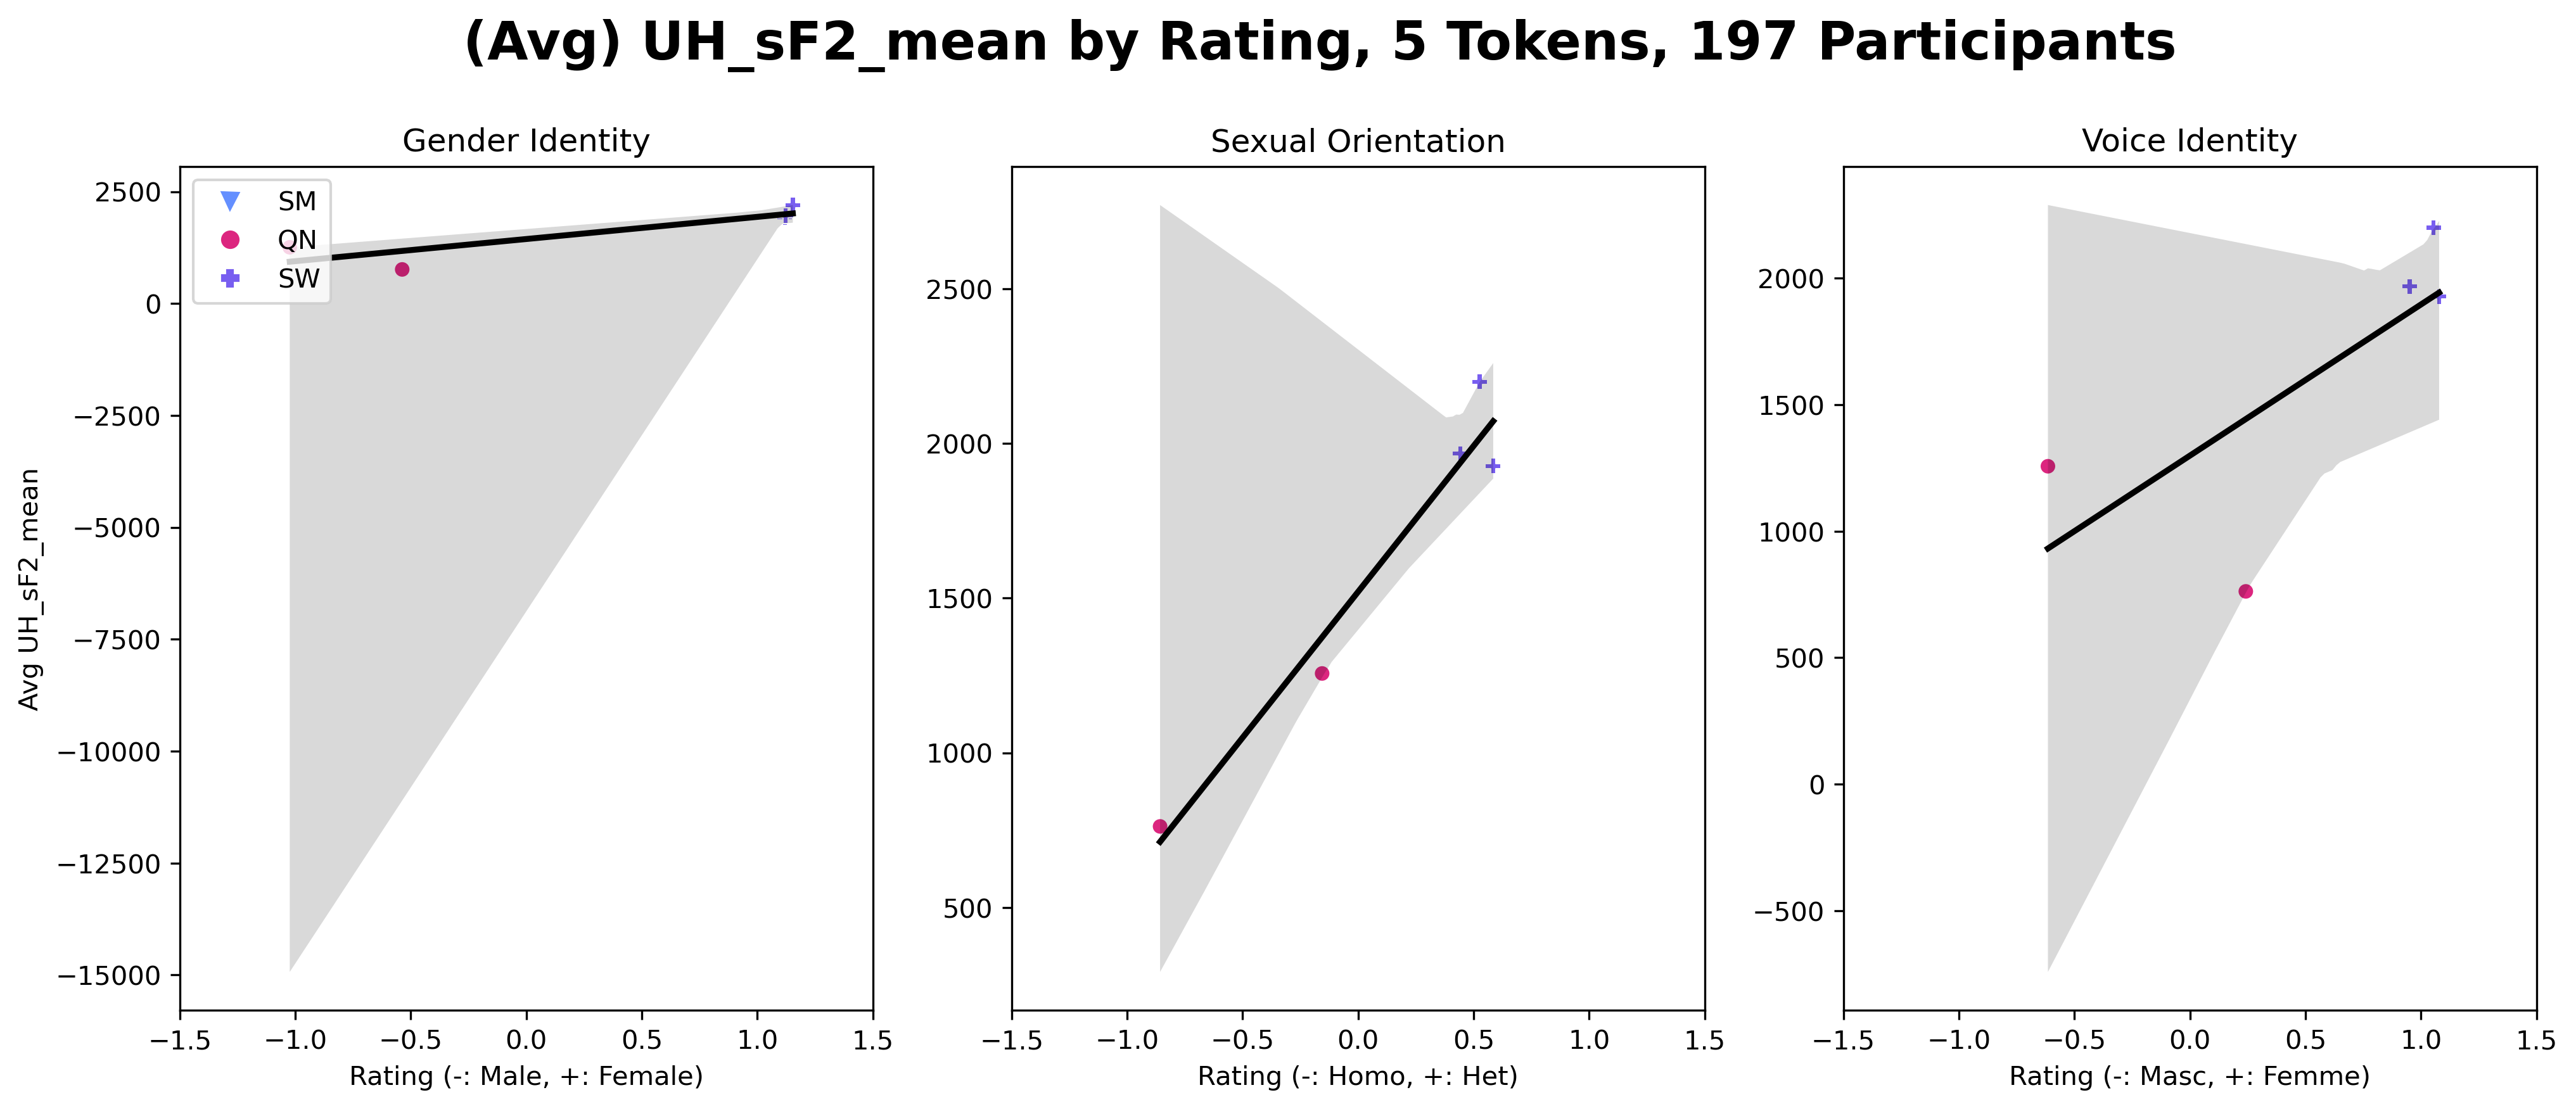 (Avg) UH_sF2_mean by Rating, 5 Tokens, 197 Participants
Gender Identity
SM
QN
SW
2500
0
−2500
−5000
−7500
−10000
−12500
−15000
Avg UH_sF2_mean
−1.5 −1.0 −0.5 0.0 0.5 1.0 1.5
Rating (-: Male, +: Female)
Sexual Orientation
2500
2000
1500
1000
500
−1.5 −1.0 −0.5 0.0 0.5 1.0 1.5
Rating (-: Homo, +: Het)
Voice Identity
2000
1500
1000
500
0
−500
−1.5 −1.0 −0.5 0.0 0.5 1.0 1.5
Rating (-: Masc, +: Femme)